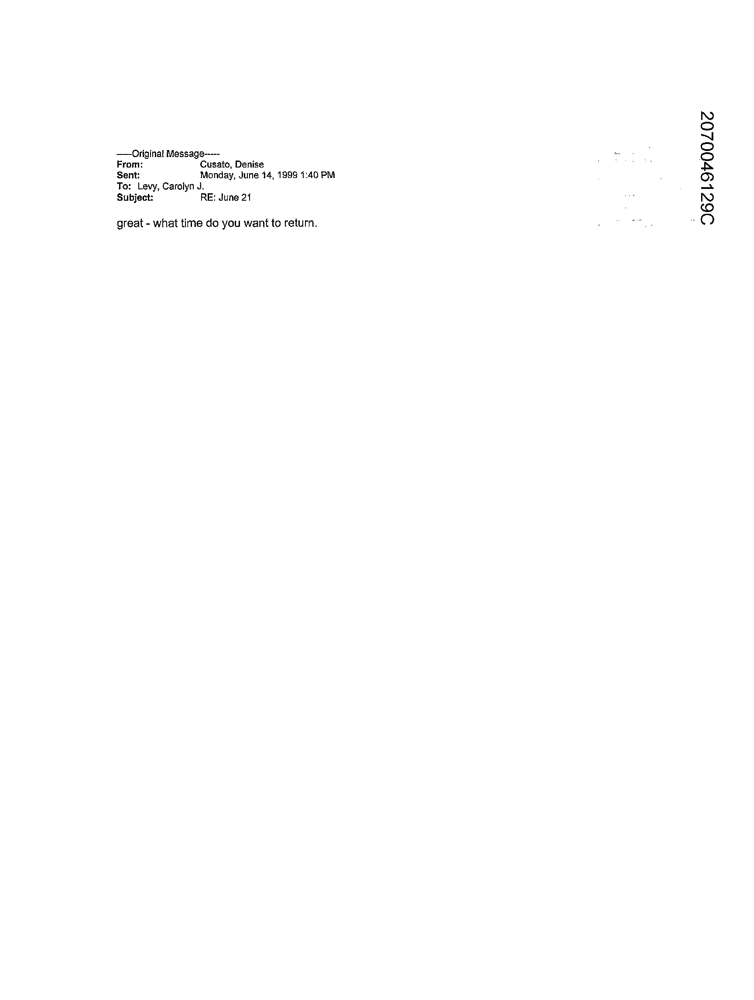 -----Original Message-----
From: Cusato, Denise
Sent: Monday, June 14, 1999 1:40 PM
To: Levy, Carolyn J.
Subject: RE: June 21
great - what time do you want to return.
2070046129C